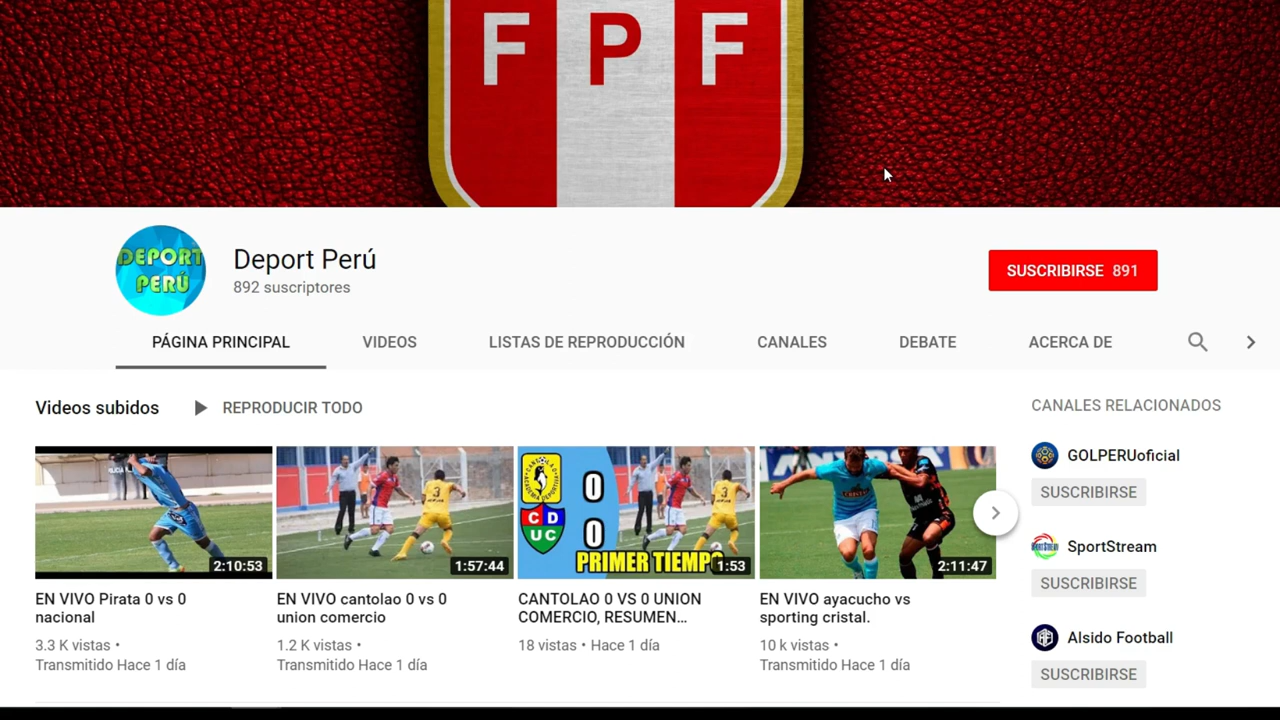 F P F
DEPORT
PERÚ
Deport Perú
892 suscriptores
SUSCRIBIRSE 891
PÁGINA PRINCIPAL
VIDEOS
LISTAS DE REPRODUCCIÓN
CANALES
DEBATE
ACERCA DE
Videos subidos
REPRODUCIR TODO
2:10:53
EN VIVO Pirata 0 vs 0
nacional
3.3 K vistas •
Transmitido Hace 1 día
3
1:57:44
EN VIVO cantolao 0 vs 0
union comercio
1.2 K vistas •
Transmitido Hace 1 día
0
C D
U C
0
3
PRIMER TIEMPO
1:53
CANTOLAO 0 VS 0 UNION
COMERCIO, RESUMEN...
18 vistas • Hace 1 día
2:11:47
EN VIVO ayacucho vs
sporting cristal.
10 k vistas •
Transmitido Hace 1 día
CANALES RELACIONADOS
GOLPERUoficial
SUSCRIBIRSE
SportStream
SUSCRIBIRSE
Alsido Football
SUSCRIBIRSE